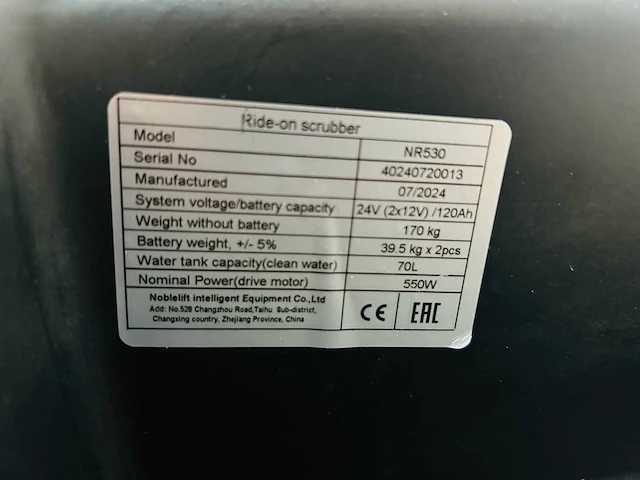 Ride-on scrubber
Model NR530
Serial No 40240720013
Manufactured 07/2024
System voltage/battery capacity 24V (2x12V) /120Ah
Weight without battery 170 kg
Battery weight, +/- 5% 39.5 kg x 2pcs
Water tank capacity(clean water) 70L
Nominal Power(drive motor) 550W
Noblelift intelligent Equipment Co.,Ltd
Add: No.528 Changzhou Road,Taihu Sub-district,
Changxing country, Zhejiang Province, China
CE EAC